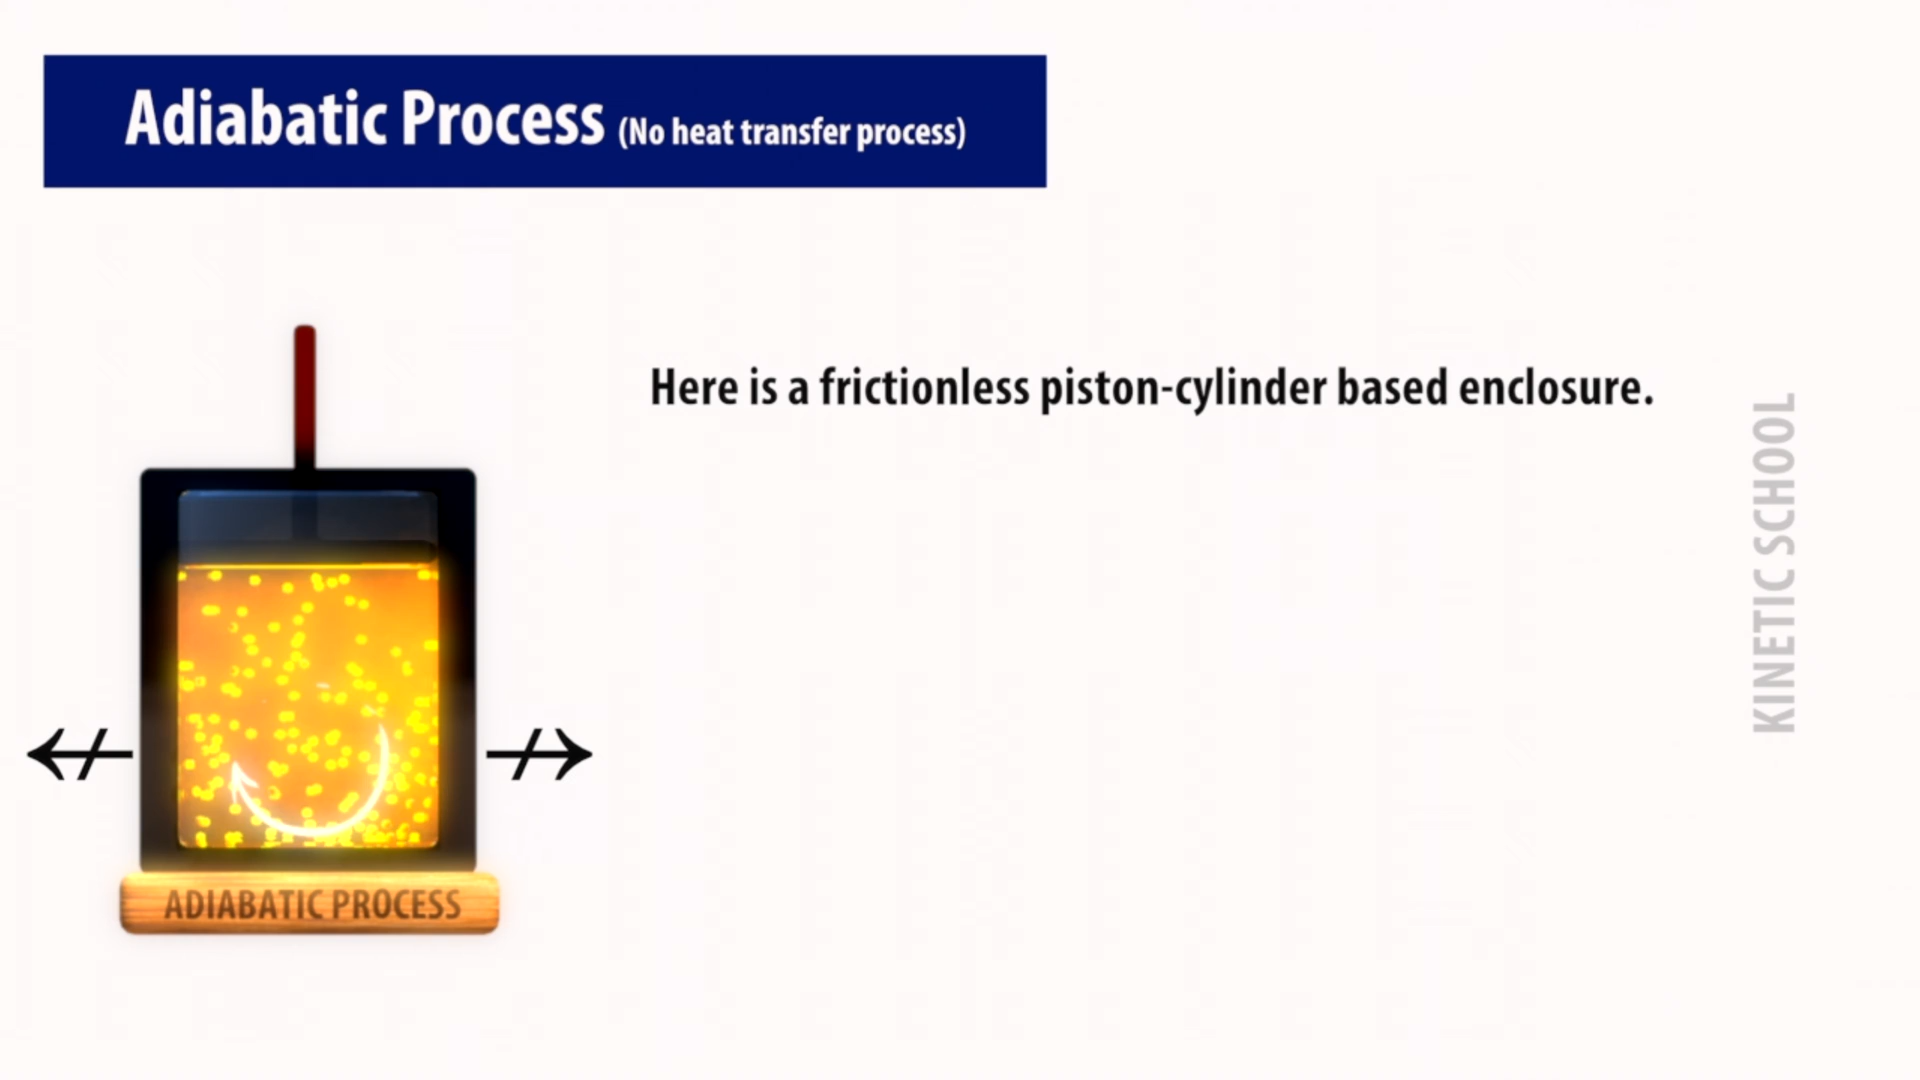 Adiabatic Process (No heat transfer process)
Here is a frictionless piston-cylinder based enclosure.
KINETIC SCHOOL
ADIABATIC PROCESS